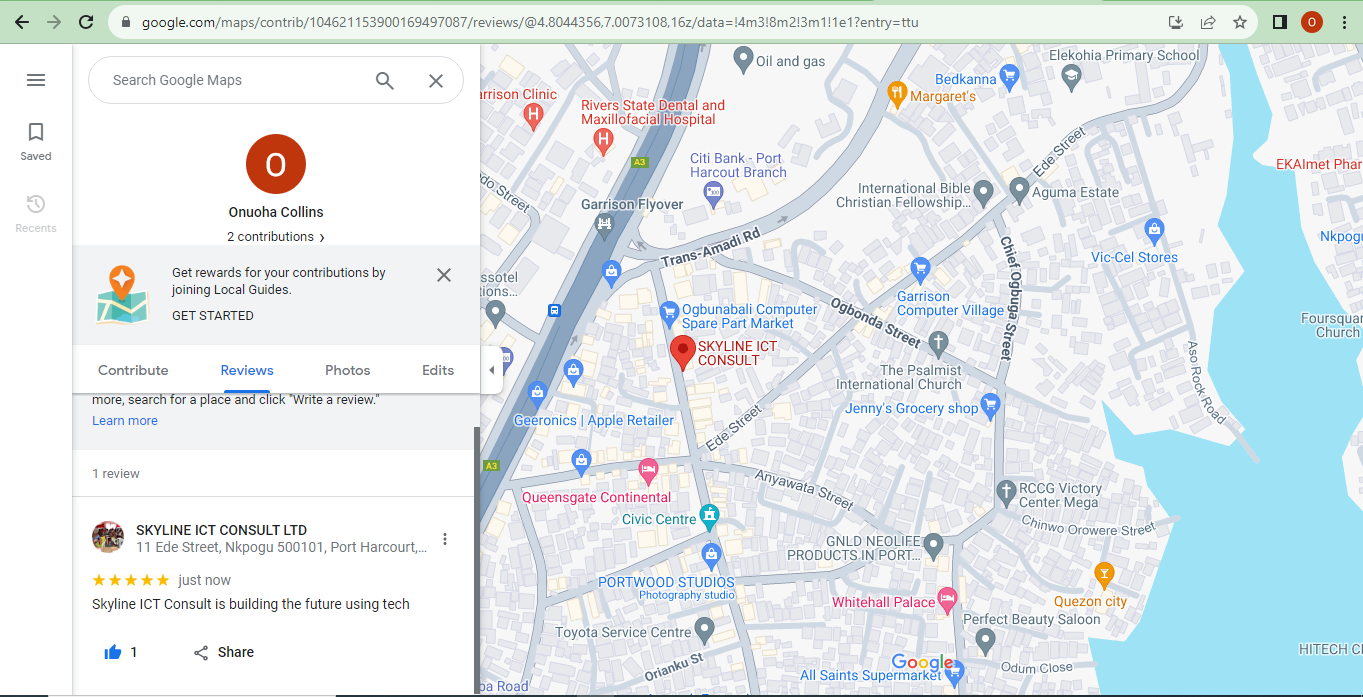 google.com/maps/contrib/104621153900169497087/reviews/@4.8044356,7.0073108,16z/data=!4m3!8m2!3m1!1e1?entry=ttu
O
Search Google Maps
Saved
Recents
O
Onuoha Collins
2 contributions ›
Get rewards for your contributions by
joining Local Guides.
GET STARTED
Contribute
Reviews
Photos
Edits
more, search for a place and click "Write a review."
Learn more
1 review
SKYLINE ICT CONSULT LTD
11 Ede Street, Nkpogu 500101, Port Harcourt,...
just now
Skyline ICT Consult is building the future using tech
1
Share
Oil and gas
Elekohia Primary School
Bedkanna
Margaret's
rrison Clinic
Rivers State Dental and
Maxillofacial Hospital
A3
Citi Bank - Port
Harcout Branch
Ede Street
EKAImet Phar
do Street
Garrison Flyover
International Bible
Christian Fellowship...
Aguma Estate
Trans-Amadi Rd
Chief Ogbuga Street
Vic-Cel Stores
Nkpogu
ssotel
ions...
Garrison
Computer Village
Ogbunabali Computer
Spare Part Market
Ogbonda Street
Foursquar
Church
SKYLINE ICT
CONSULT
The Psalmist
International Church
Aso Rock Road
Jenny's Grocery shop
Geeronics | Apple Retailer
Ede Street
A3
Queensgate Continental
Anyawata Street
RCCG Victory
Center Mega
Civic Centre
Chinwo Orowere Street
GNLD NEOLIFE
PRODUCTS IN PORT...
PORTWOOD STUDIOS
Photography studio
Whitehall Palace
Quezon city
Perfect Beauty Saloon
Toyota Service Centre
Orianku St
Google
Odum Close
HITECH C
All Saints Supermarket
oa Road